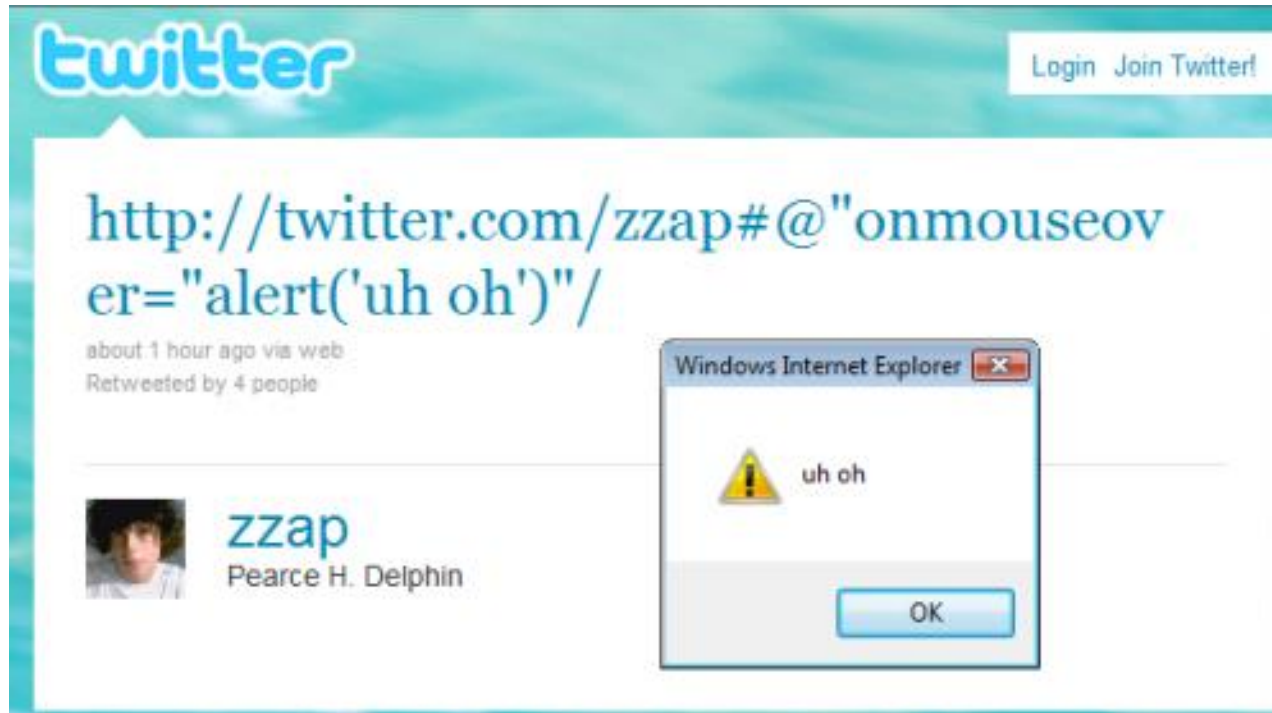 twitter
Login Join Twitter!
http://twitter.com/zzap#@"onmouseov
er="alert('uh oh')"/
about 1 hour ago via web
Retweeted by 4 people
Windows Internet Explorer
uh oh
OK
zzap
Pearce H. Delphin